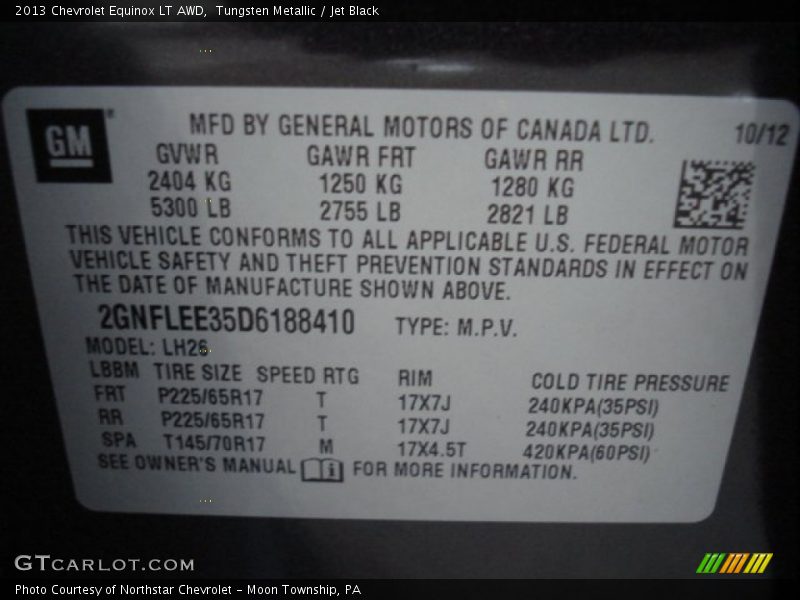 2013 Chevrolet Equinox LT AWD, Tungsten Metallic / Jet Black
GM
MFD BY GENERAL MOTORS OF CANADA LTD. 10/12
GVWR GAWR FRT GAWR RR
2404 KG 1250 KG 1280 KG
5300 LB 2755 LB 2821 LB
THIS VEHICLE CONFORMS TO ALL APPLICABLE U.S. FEDERAL MOTOR
VEHICLE SAFETY AND THEFT PREVENTION STANDARDS IN EFFECT ON
THE DATE OF MANUFACTURE SHOWN ABOVE.
2GNFLEE35D6188410 TYPE: M.P.V.
MODEL: LH26
LBBM TIRE SIZE SPEED RTG RIM COLD TIRE PRESSURE
FRT P225/65R17 T 17X7J 240KPA(35PSI)
RR P225/65R17 T 17X7J 240KPA(35PSI)
SPA T145/70R17 M 17X4.5T 420KPA(60PSI)
SEE OWNER'S MANUAL FOR MORE INFORMATION.
GTCARLOT.COM
Photo Courtesy of Northstar Chevrolet - Moon Township, PA